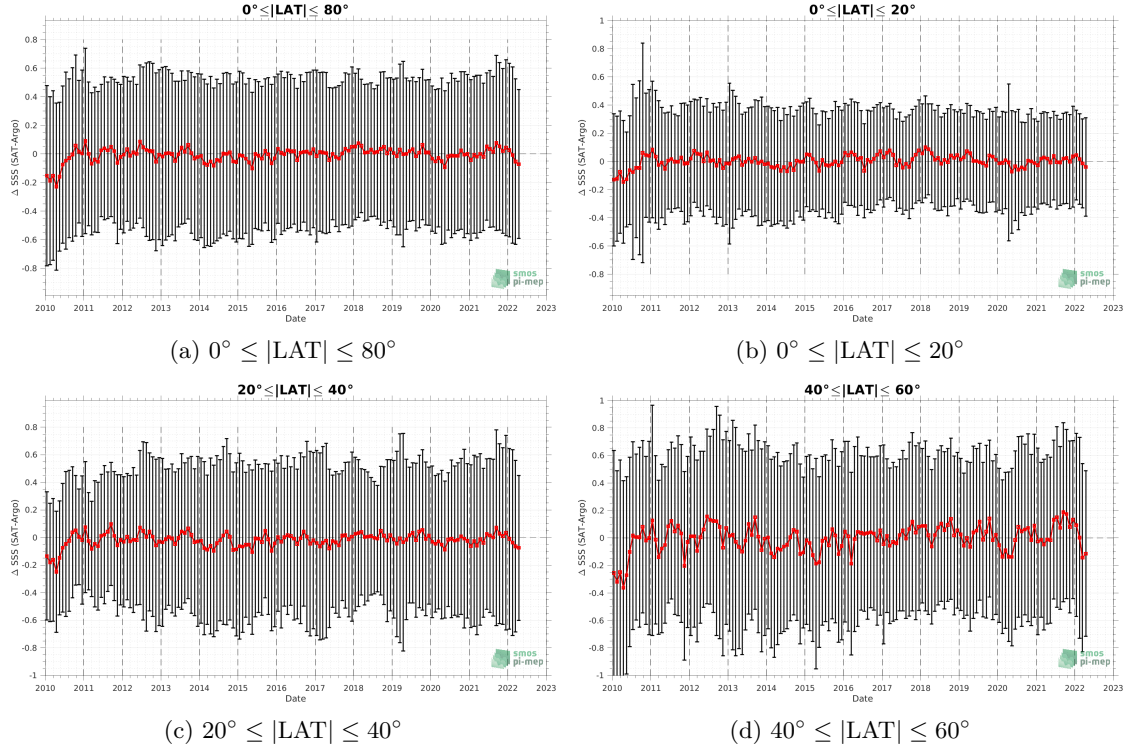 0°≤|LAT|≤ 80°
Δ SSS (SAT-Argo)
0.8
0.6
0.4
0.2
0
-0.2
-0.4
-0.6
-0.8
2010 2011 2012 2013 2014 2015 2016 2017 2018 2019 2020 2021 2022 2023
Date
smos
pi-mep
(a) 0° ≤ |LAT| ≤ 80°
0°≤|LAT|≤ 20°
Δ SSS (SAT-Argo)
1
0.8
0.6
0.4
0.2
0
-0.2
-0.4
-0.6
-0.8
2010 2011 2012 2013 2014 2015 2016 2017 2018 2019 2020 2021 2022 2023
Date
smos
pi-mep
(b) 0° ≤ |LAT| ≤ 20°
20°≤|LAT|≤ 40°
Δ SSS (SAT-Argo)
0.8
0.6
0.4
0.2
0
-0.2
-0.4
-0.6
-0.8
-1
2010 2011 2012 2013 2014 2015 2016 2017 2018 2019 2020 2021 2022 2023
Date
smos
pi-mep
(c) 20° ≤ |LAT| ≤ 40°
40°≤|LAT|≤ 60°
Δ SSS (SAT-Argo)
1
0.8
0.6
0.4
0.2
0
-0.2
-0.4
-0.6
-0.8
-1
2010 2011 2012 2013 2014 2015 2016 2017 2018 2019 2020 2021 2022 2023
Date
smos
pi-mep
(d) 40° ≤ |LAT| ≤ 60°